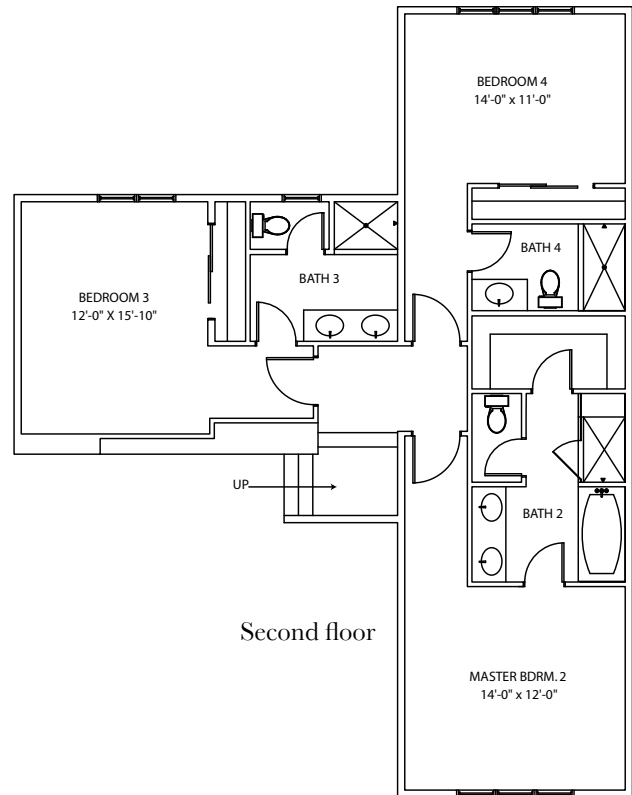 BEDROOM 4
14'-0" x 11'-0"
BATH 4
BATH 3
BEDROOM 3
12'-0" X 15'-10"
UP
BATH 2
Second floor
MASTER BDRM. 2
14'-0" x 12'-0"